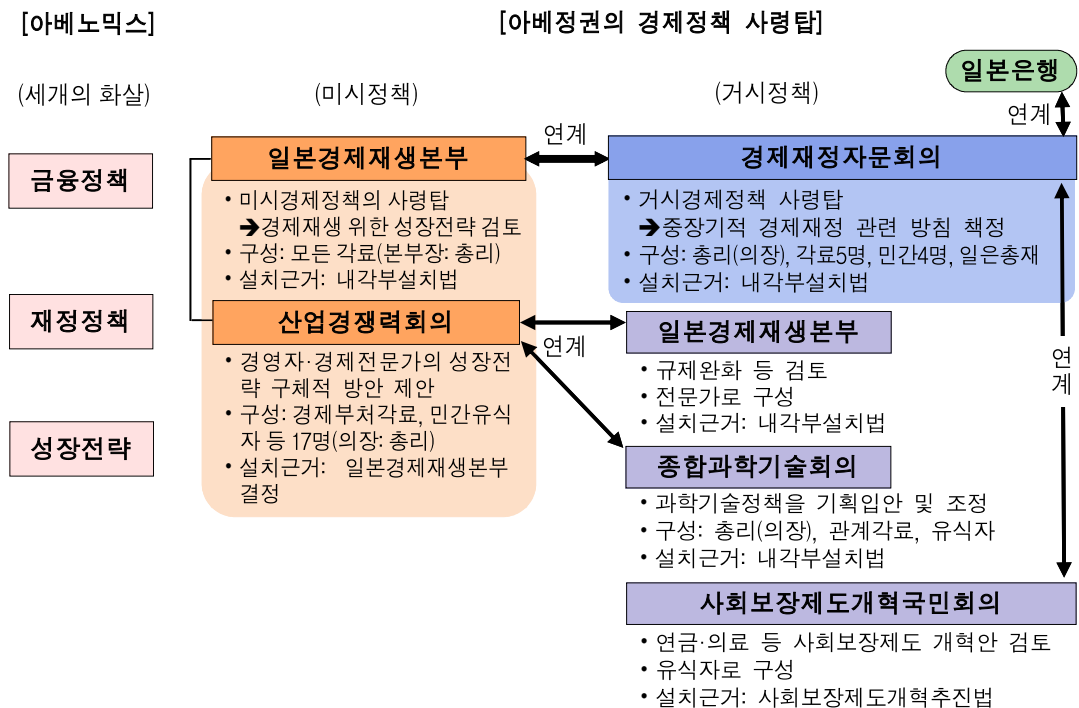 [아베노믹스]
[아베정권의 경제정책 사령탑]
(세개의 화살)
(미시정책)
(거시정책)
일본은행
연계
금융정책
재정정책
성장전략
일본경제재생본부
• 미시경제정책의 사령탑
➔경제재생 위한 성장전략 검토
• 구성: 모든 각료(본부장: 총리)
• 설치근거: 내각부설치법
산업경쟁력회의
• 경영자·경제전문가의 성장전
략 구체적 방안 제안
• 구성: 경제부처각료, 민간유식
자 등 17명(의장: 총리)
• 설치근거: 일본경제재생본부
결정
연계
연계
경제재정자문회의
• 거시경제정책 사령탑
➔중장기적 경제재정 관련 방침 책정
• 구성: 총리(의장), 각료5명, 민간4명, 일은총재
• 설치근거: 내각부설치법
일본경제재생본부
• 규제완화 등 검토
• 전문가로 구성
• 설치근거: 내각부설치법
종합과학기술회의
• 과학기술정책을 기획입안 및 조정
• 구성: 총리(의장), 관계각료, 유식자
• 설치근거: 내각부설치법
연
계
사회보장제도개혁국민회의
• 연금·의료 등 사회보장제도 개혁안 검토
• 유식자로 구성
• 설치근거: 사회보장제도개혁추진법